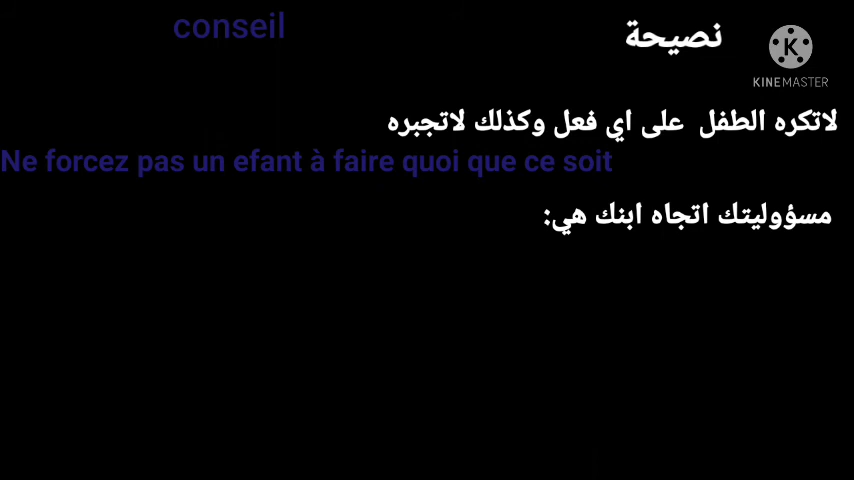 conseil
نصيحة
K
KINEMASTER
لاتكره الطفل على اي فعل وكذلك لاتجبره
Ne forcez pas un efant à faire quoi que ce soit
مسؤوليتك اتجاه ابنك هي: